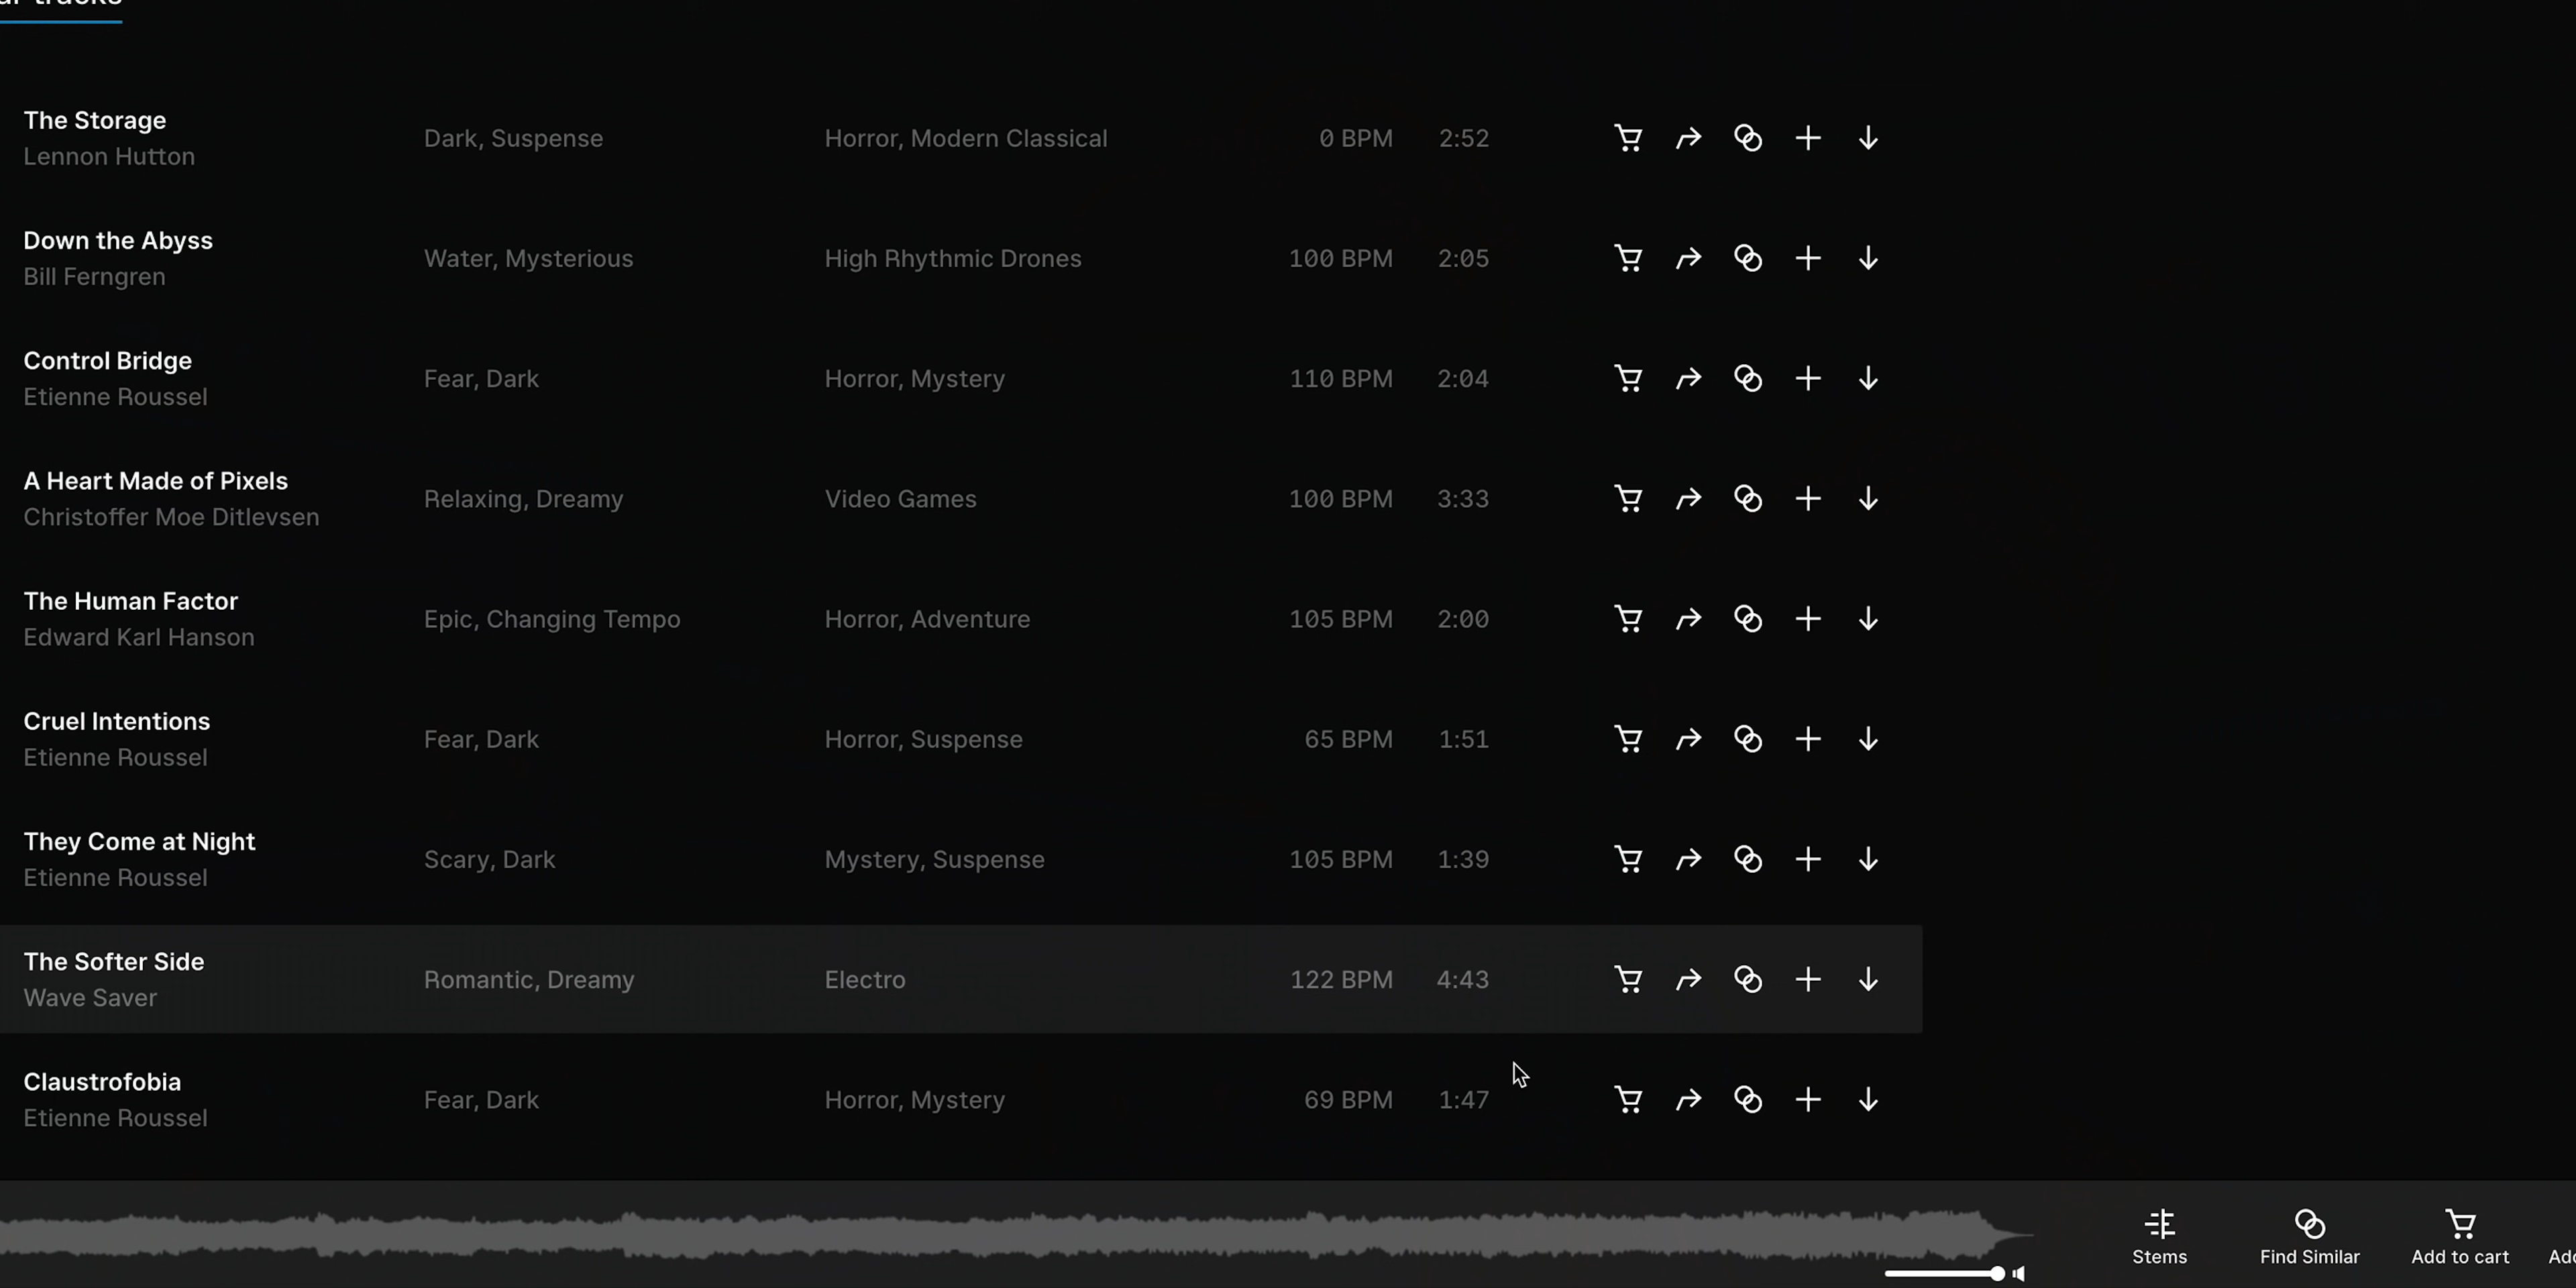 The Storage
Lennon Hutton
Dark, Suspense
Horror, Modern Classical
0 BPM
2:52
Down the Abyss
Bill Ferngren
Water, Mysterious
High Rhythmic Drones
100 BPM
2:05
Control Bridge
Etienne Roussel
Fear, Dark
Horror, Mystery
110 BPM
2:04
A Heart Made of Pixels
Christoffer Moe Ditlevsen
Relaxing, Dreamy
Video Games
100 BPM
3:33
The Human Factor
Edward Karl Hanson
Epic, Changing Tempo
Horror, Adventure
105 BPM
2:00
Cruel Intentions
Etienne Roussel
Fear, Dark
Horror, Suspense
65 BPM
1:51
They Come at Night
Etienne Roussel
Scary, Dark
Mystery, Suspense
105 BPM
1:39
The Softer Side
Wave Saver
Romantic, Dreamy
Electro
122 BPM
4:43
Claustrofobia
Etienne Roussel
Fear, Dark
Horror, Mystery
69 BPM
1:47
Stems
Find Similar
Add to cart